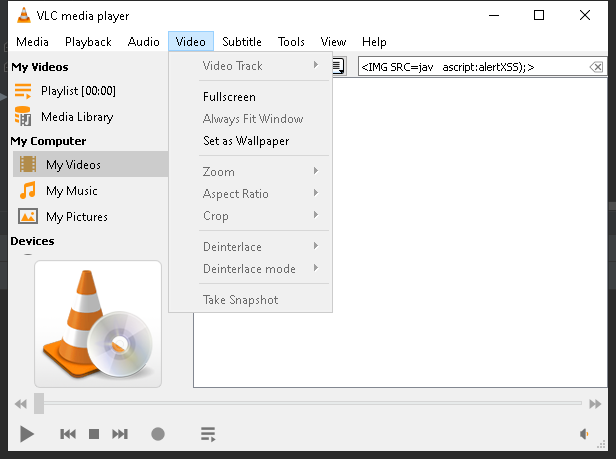 VLC media player
Media Playback Audio Video Subtitle Tools View Help
My Videos
Playlist [00:00]
Media Library
My Computer
My Videos
My Music
My Pictures
Devices
Video Track
Fullscreen
Always Fit Window
Set as Wallpaper
Zoom
Aspect Ratio
Crop
Deinterlace
Deinterlace mode
Take Snapshot
<IMG SRC=jav ascript:alertXSS);>